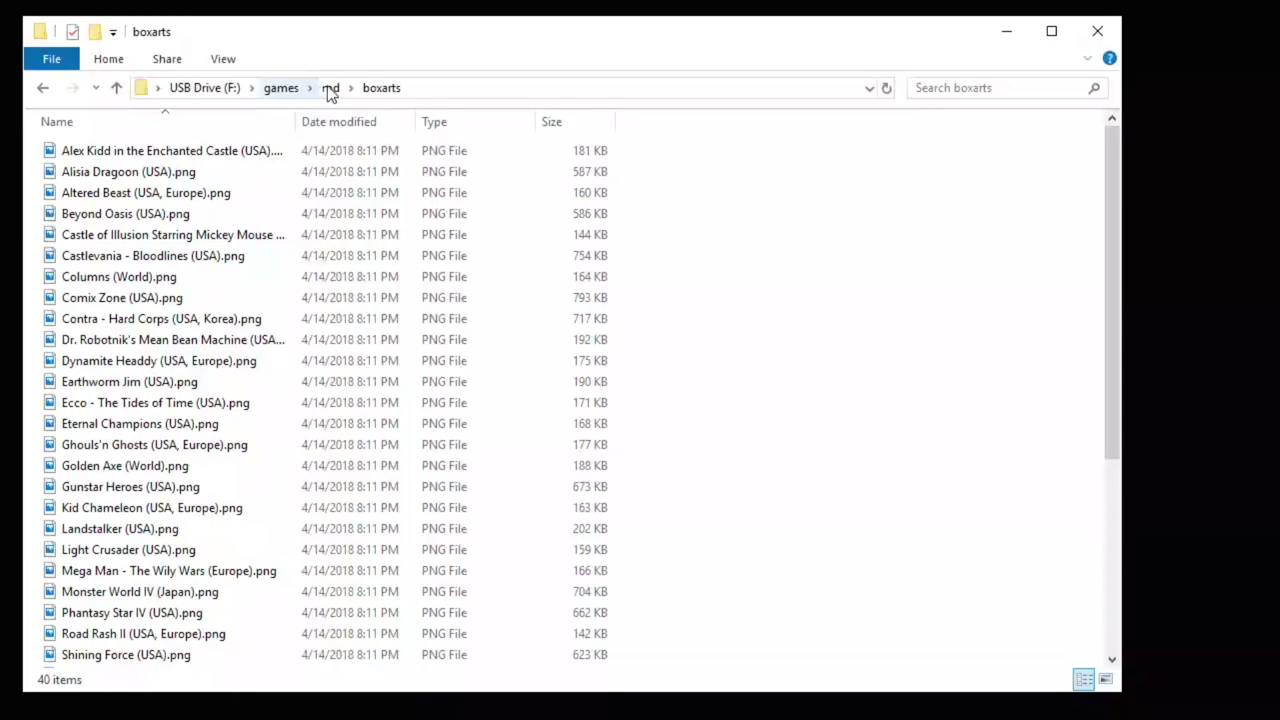 boxarts
File Home Share View
USB Drive (F:) games boxarts Search boxarts
Name Date modified Type Size
Alex Kidd in the Enchanted Castle (USA).... 4/14/2018 8:11 PM PNG File 181 KB
Alisia Dragoon (USA).png 4/14/2018 8:11 PM PNG File 587 KB
Altered Beast (USA, Europe).png 4/14/2018 8:11 PM PNG File 160 KB
Beyond Oasis (USA).png 4/14/2018 8:11 PM PNG File 586 KB
Castle of Illusion Starring Mickey Mouse ... 4/14/2018 8:11 PM PNG File 144 KB
Castlevania - Bloodlines (USA).png 4/14/2018 8:11 PM PNG File 754 KB
Columns (World).png 4/14/2018 8:11 PM PNG File 164 KB
Comix Zone (USA).png 4/14/2018 8:11 PM PNG File 793 KB
Contra - Hard Corps (USA, Korea).png 4/14/2018 8:11 PM PNG File 717 KB
Dr. Robotnik's Mean Bean Machine (USA... 4/14/2018 8:11 PM PNG File 192 KB
Dynamite Headdy (USA, Europe).png 4/14/2018 8:11 PM PNG File 175 KB
Earthworm Jim (USA).png 4/14/2018 8:11 PM PNG File 190 KB
Ecco - The Tides of Time (USA).png 4/14/2018 8:11 PM PNG File 171 KB
Eternal Champions (USA).png 4/14/2018 8:11 PM PNG File 168 KB
Ghouls'n Ghosts (USA, Europe).png 4/14/2018 8:11 PM PNG File 177 KB
Golden Axe (World).png 4/14/2018 8:11 PM PNG File 188 KB
Gunstar Heroes (USA).png 4/14/2018 8:11 PM PNG File 673 KB
Kid Chameleon (USA, Europe).png 4/14/2018 8:11 PM PNG File 163 KB
Landstalker (USA).png 4/14/2018 8:11 PM PNG File 202 KB
Light Crusader (USA).png 4/14/2018 8:11 PM PNG File 159 KB
Mega Man - The Wily Wars (Europe).png 4/14/2018 8:11 PM PNG File 166 KB
Monster World IV (Japan).png 4/14/2018 8:11 PM PNG File 704 KB
Phantasy Star IV (USA).png 4/14/2018 8:11 PM PNG File 662 KB
Road Rash II (USA, Europe).png 4/14/2018 8:11 PM PNG File 142 KB
Shining Force (USA).png 4/14/2018 8:11 PM PNG File 623 KB
40 items